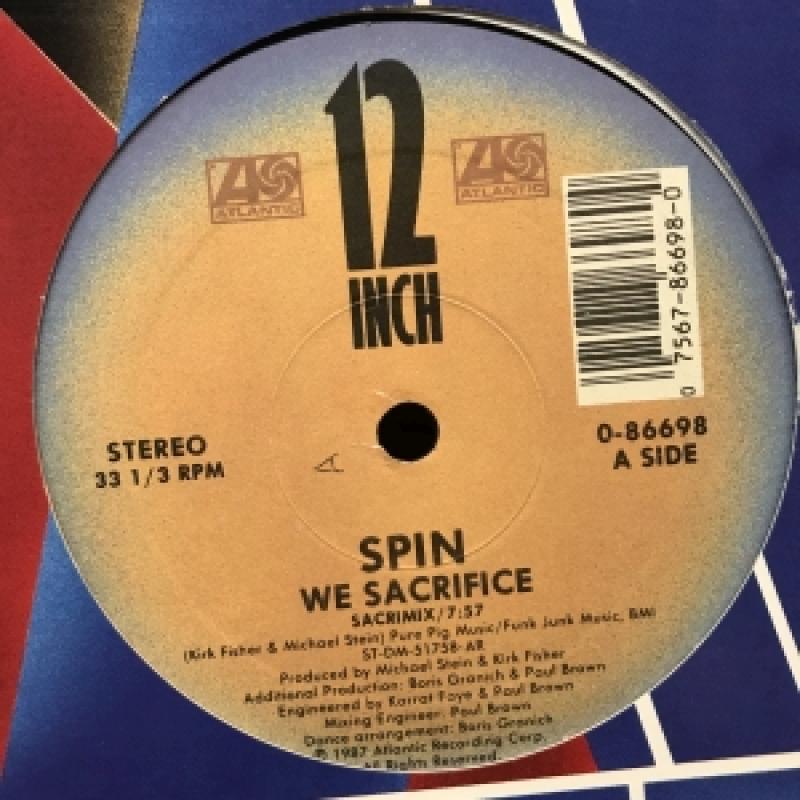 12
INCH
ATLANTIC
ATLANTIC
0 7567-86698-0
STEREO
33 1/3 RPM
0-86698
A SIDE
A
SPIN
WE SACRIFICE
SACRIMIX/7:57
(Kirk Fisher & Michael Stein) Pure Pig Music/Funk Junk Music, BMI
ST-DM-51758-AR
Produced by Michael Stein & Kirk Fisher
Additional Production: Boris Granich & Paul Brown
Engineered by Karrat Faye & Paul Brown
Mixing Engineer: Paul Brown
Dance arrangement: Boris Granich
℗ 1987 Atlantic Recording Corp.
All Rights Reserved.